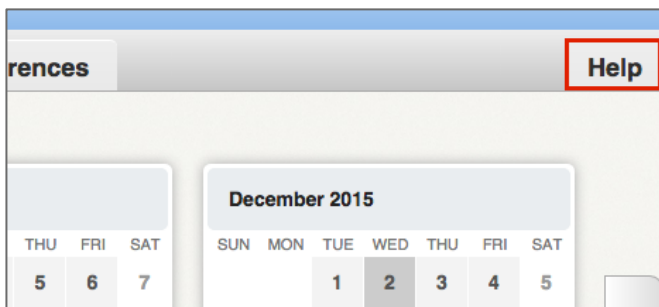 rences
Help
December 2015
THU FRI SAT
SUN MON TUE WED THU FRI SAT
5 6 7
1 2 3 4 5